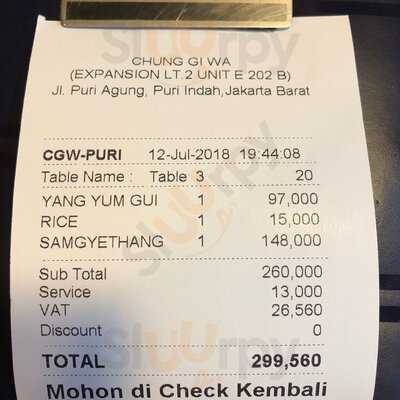 CHUNG GI WA
(EXPANSION LT.2 UNIT E 202 B)
Jl. Puri Agung, Puri Indah,Jakarta Barat
CGW-PURI 12-Jul-2018 19:44:08
Table Name : Table 3 20
YANG YUM GUI 1 97,000
RICE 1 15,000
SAMGYETHANG 1 148,000
Sub Total 260,000
Service 13,000
VAT 26,560
Discount 0
TOTAL 299,560
Mohon di Check Kembali
Slurpy
Slurpy
Slurpy